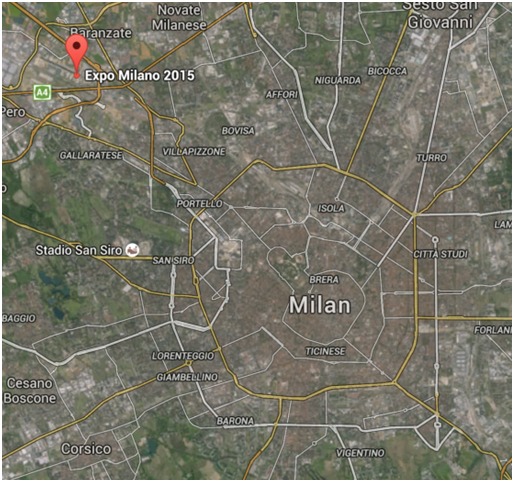 Sesto San
Giovanni
Novate
Milanese
Baranzate
Expo Milano 2015
A4
Pero
BICOCCA
NIGUARDA
AFFORI
BOVISA
VILLAPIZZONE
GALLARATESE
TURRO
PORTELLO
ISOLA
LAM
Stadio San Siro
SAN SIRO
CITTÀ STUDI
BRERA
Milan
BAGGIO
FORLANI
TICINESE
LORENTEGGIO
GIAMBELLINO
Cesano
Boscone
BARONA
Corsico
VIGENTINO